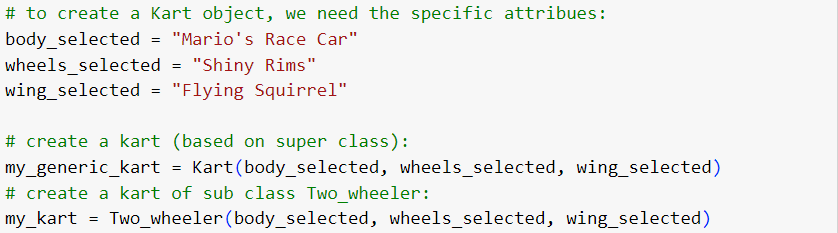 # to create a Kart object, we need the specific attribues:
body_selected = "Mario's Race Car"
wheels_selected = "Shiny Rims"
wing_selected = "Flying Squirrel"
# create a kart (based on super class):
my_generic_kart = Kart(body_selected, wheels_selected, wing_selected)
# create a kart of sub class Two_wheeler:
my_kart = Two_wheeler(body_selected, wheels_selected, wing_selected)